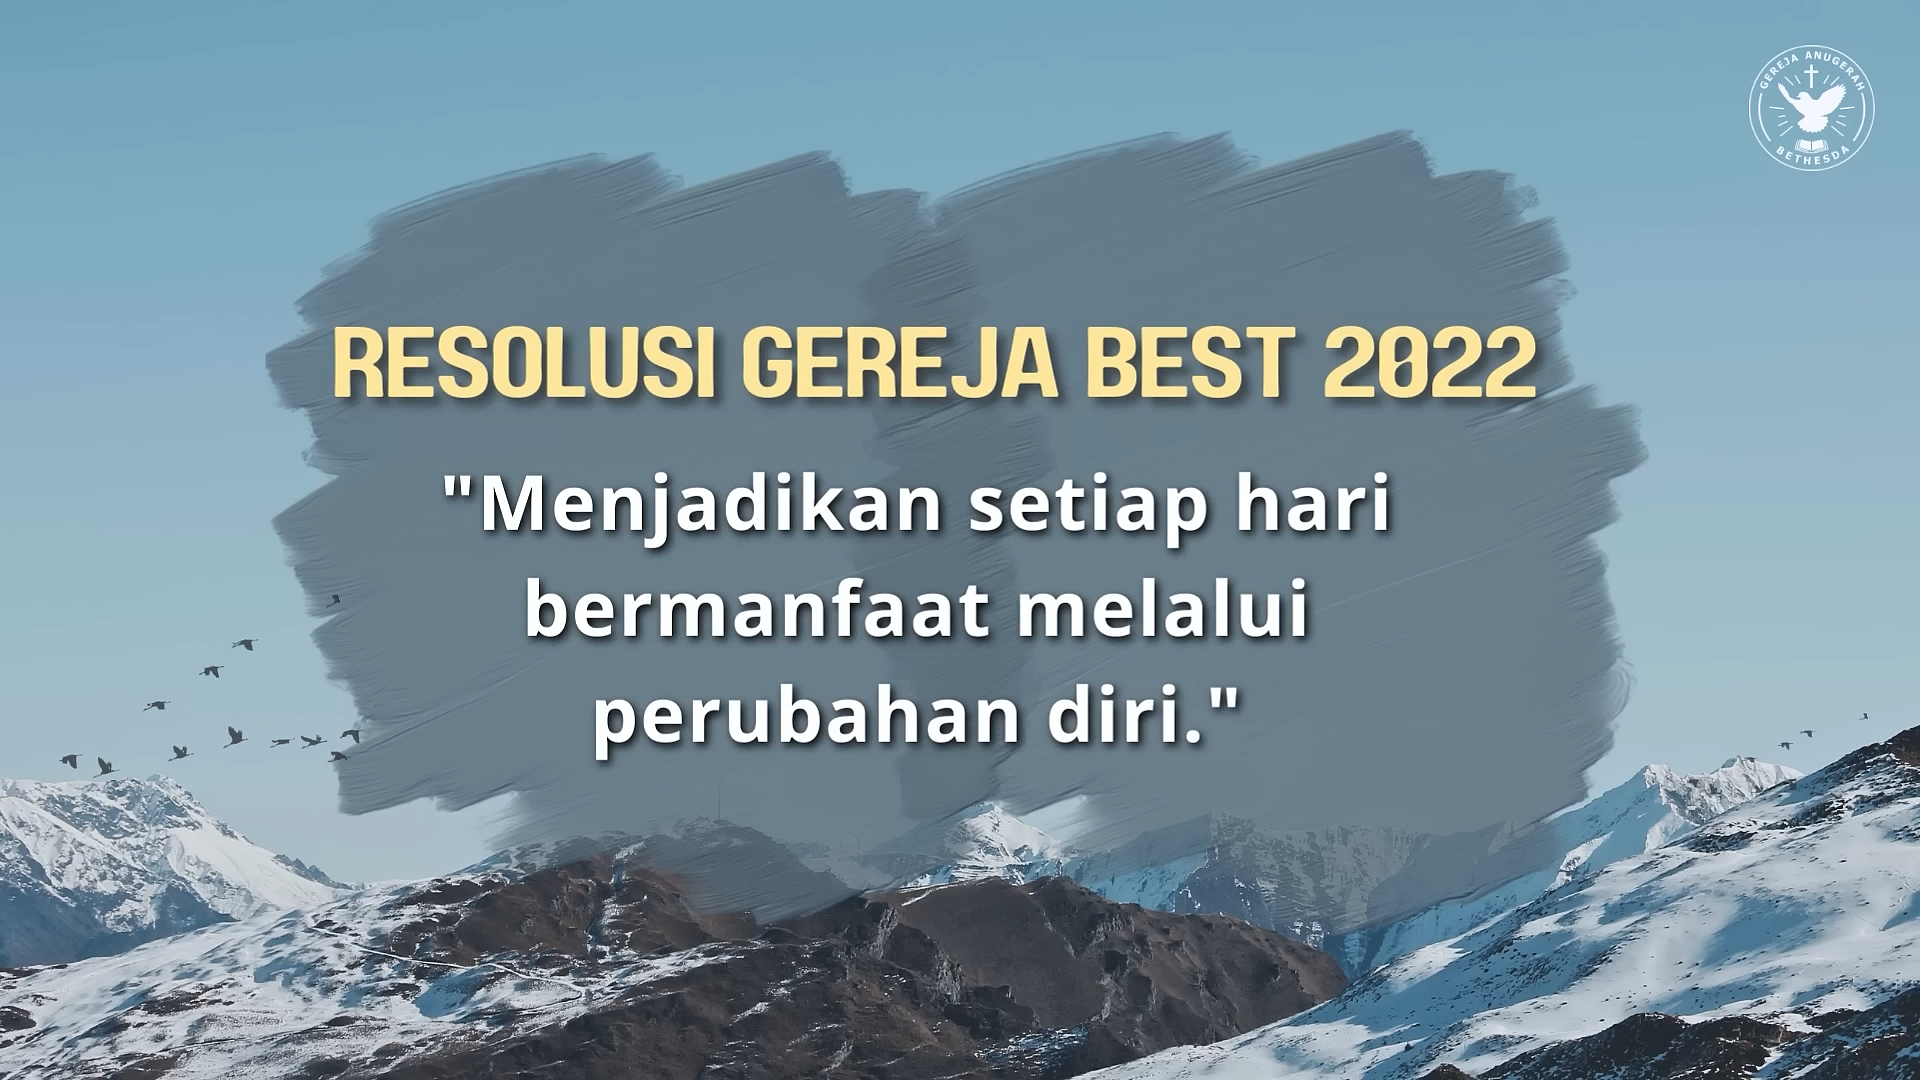 GEREJA ANUGERAH
BETHESDA
RESOLUSI GEREJA BEST 2022
"Menjadikan setiap hari
bermanfaat melalui
perubahan diri."